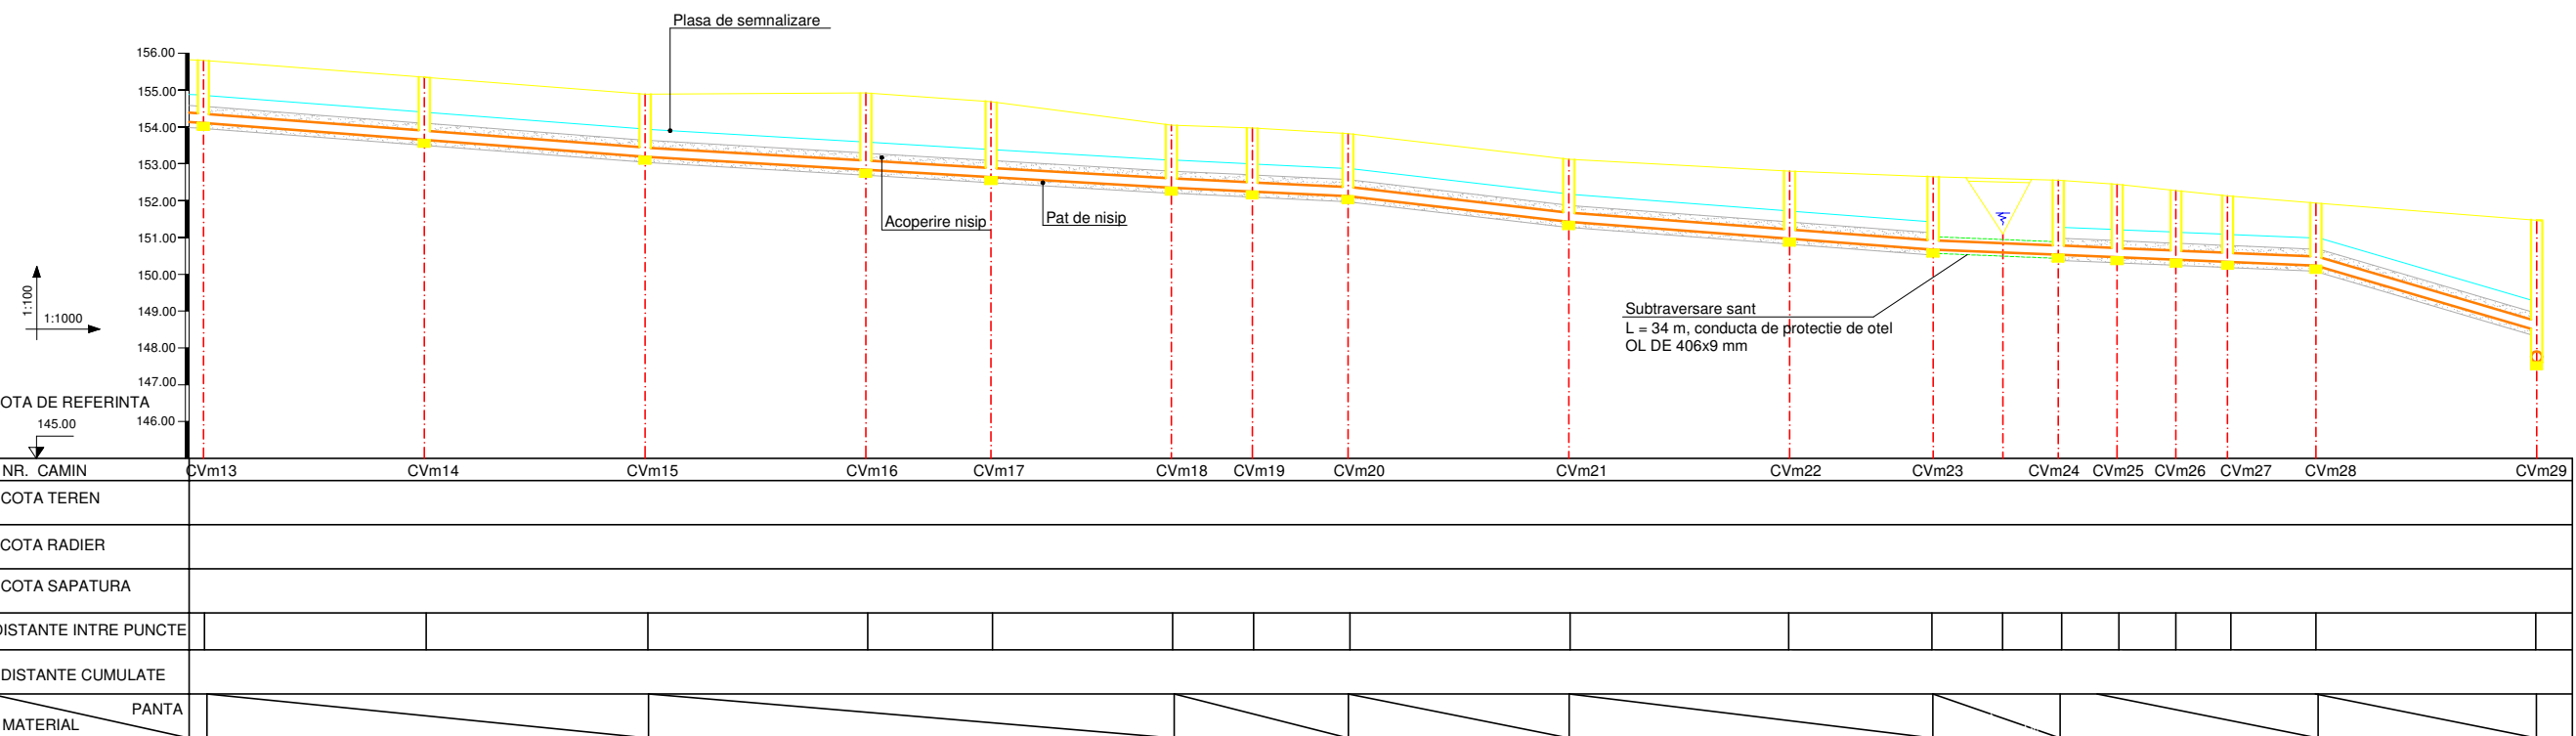 Plasa de semnalizare
156.00
155.00
154.00
153.00
152.00
151.00
150.00
149.00
148.00
147.00
146.00
Acoperire nisip
Pat de nisip
1:100
1:1000
Subtraversare sant
L = 34 m, conducta de protectie de otel
OL DE 406x9 mm
OTA DE REFERINTA
145.00
NR. CAMIN CVm13 CVm14 CVm15 CVm16 CVm17 CVm18 CVm19 CVm20 CVm21 CVm22 CVm23 CVm24 CVm25 CVm26 CVm27 CVm28 CVm29
COTA TEREN
COTA RADIER
COTA SAPATURA
DISTANTE INTRE PUNCTE
DISTANTE CUMULATE
PANTA
MATERIAL